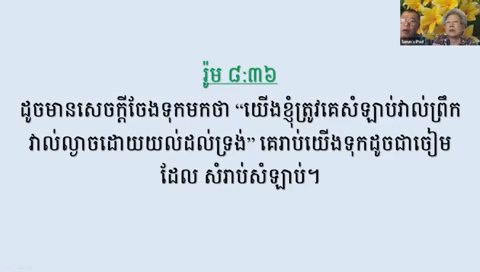 រ៉ូម ៨:៣៦
ដូចមានសេចក្ដីចែងទុកមកថា “យើងខ្ញុំត្រូវគេសំឡាប់វាល់ព្រឹក
វាល់ល្ងាចដោយយល់ដល់ទ្រង់” គេរាប់យើងទុកដូចជាចៀម
ដែល សំរាប់សំឡាប់។